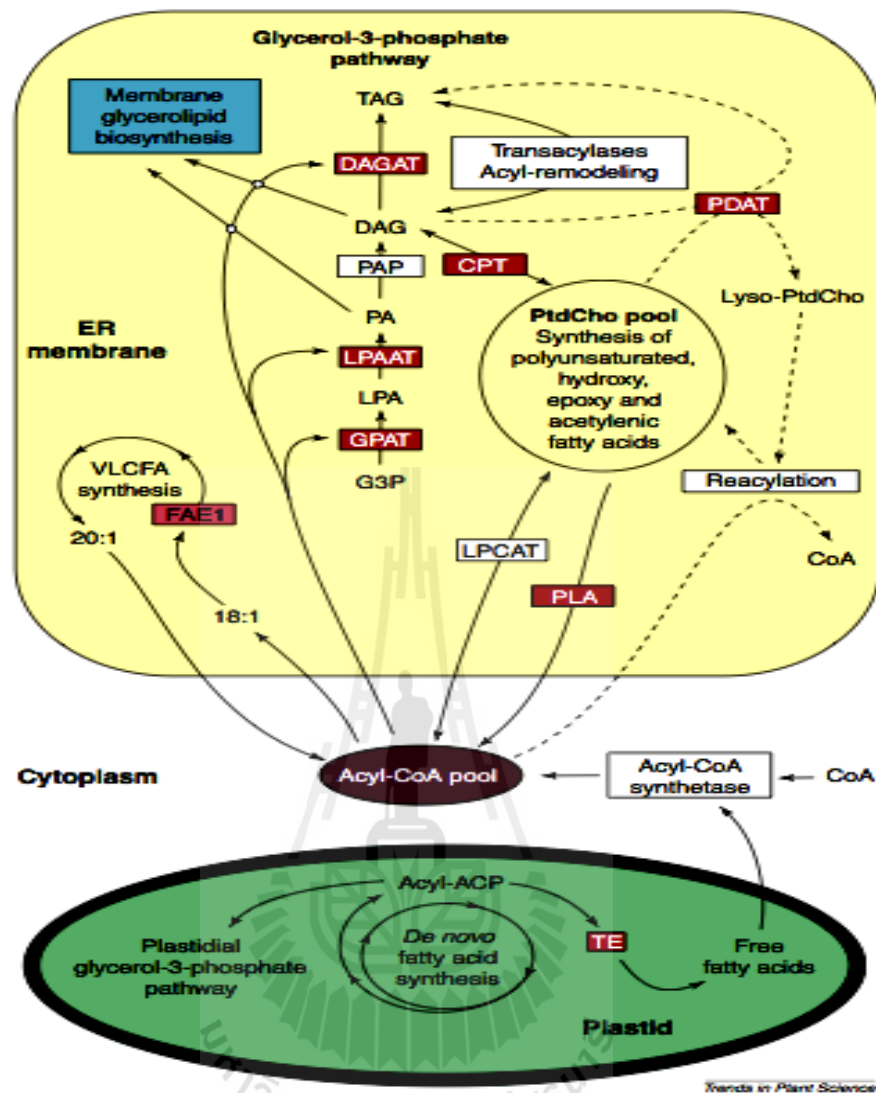 Glycerol-3-phosphate
pathway
Membrane
glycerolipid
biosynthesis
TAG
DAGAT
Transacylases
Acyl-remodeling
PDAT
DAG
PAP
CPT
Lyso-PtdCho
PA
ER
membrane
PtdCho pool
Synthesis of
polyunsaturated,
hydroxy,
epoxy and
acetylenic
fatty acids
LPAAT
LPA
GPAT
G3P
VLCFA
synthesis
FAE1
20:1
18:1
Reacylation
CoA
LPCAT
PLA
Cytoplasm
Acyl-CoA pool
Acyl-CoA
synthetase
CoA
Acyl-ACP
Plastidial
glycerol-3-phosphate
pathway
De novo
fatty acid
synthesis
TE
Free
fatty acids
Plastid
Trends in Plant Science